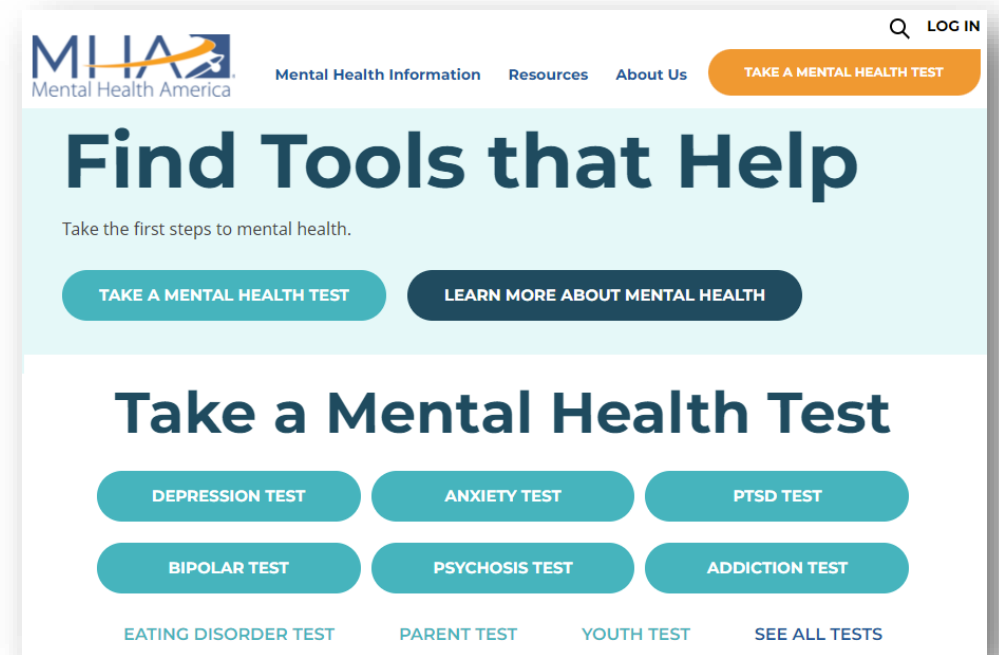 LOG IN
MHA
Mental Health America
Mental Health Information Resources About Us TAKE A MENTAL HEALTH TEST
Find Tools that Help
Take the first steps to mental health.
TAKE A MENTAL HEALTH TEST LEARN MORE ABOUT MENTAL HEALTH
Take a Mental Health Test
DEPRESSION TEST ANXIETY TEST PTSD TEST
BIPOLAR TEST PSYCHOSIS TEST ADDICTION TEST
EATING DISORDER TEST PARENT TEST YOUTH TEST SEE ALL TESTS